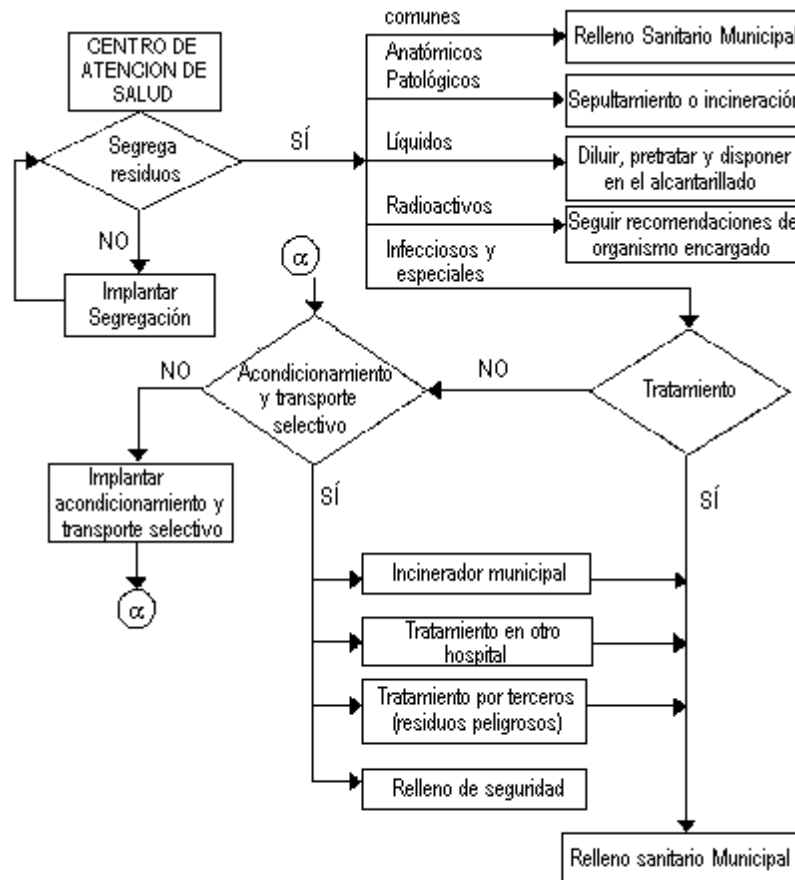 CENTRO DE
ATENCION DE
SALUD
Segrega
residuos
SÍ
NO
Implantar
Segregación
comunes
Relleno Sanitario Municipal
Anatómicos
Patológicos
Sepultamiento o incineración
Líquidos
Diluir, pretratar y disponer
en el alcantarillado
Radioactivos
Seguir recomendaciones de
organismo encargado
Infecciosos y
especiales
α
Tratamiento
NO
Acondicionamiento
y transporte
selectivo
NO
Implantar
acondicionamiento y
transporte selectivo
α
SÍ
SÍ
Incinerador municipal
Tratamiento en otro
hospital
Tratamiento por terceros
(residuos peligrosos)
Relleno de seguridad
Relleno sanitario Municipal